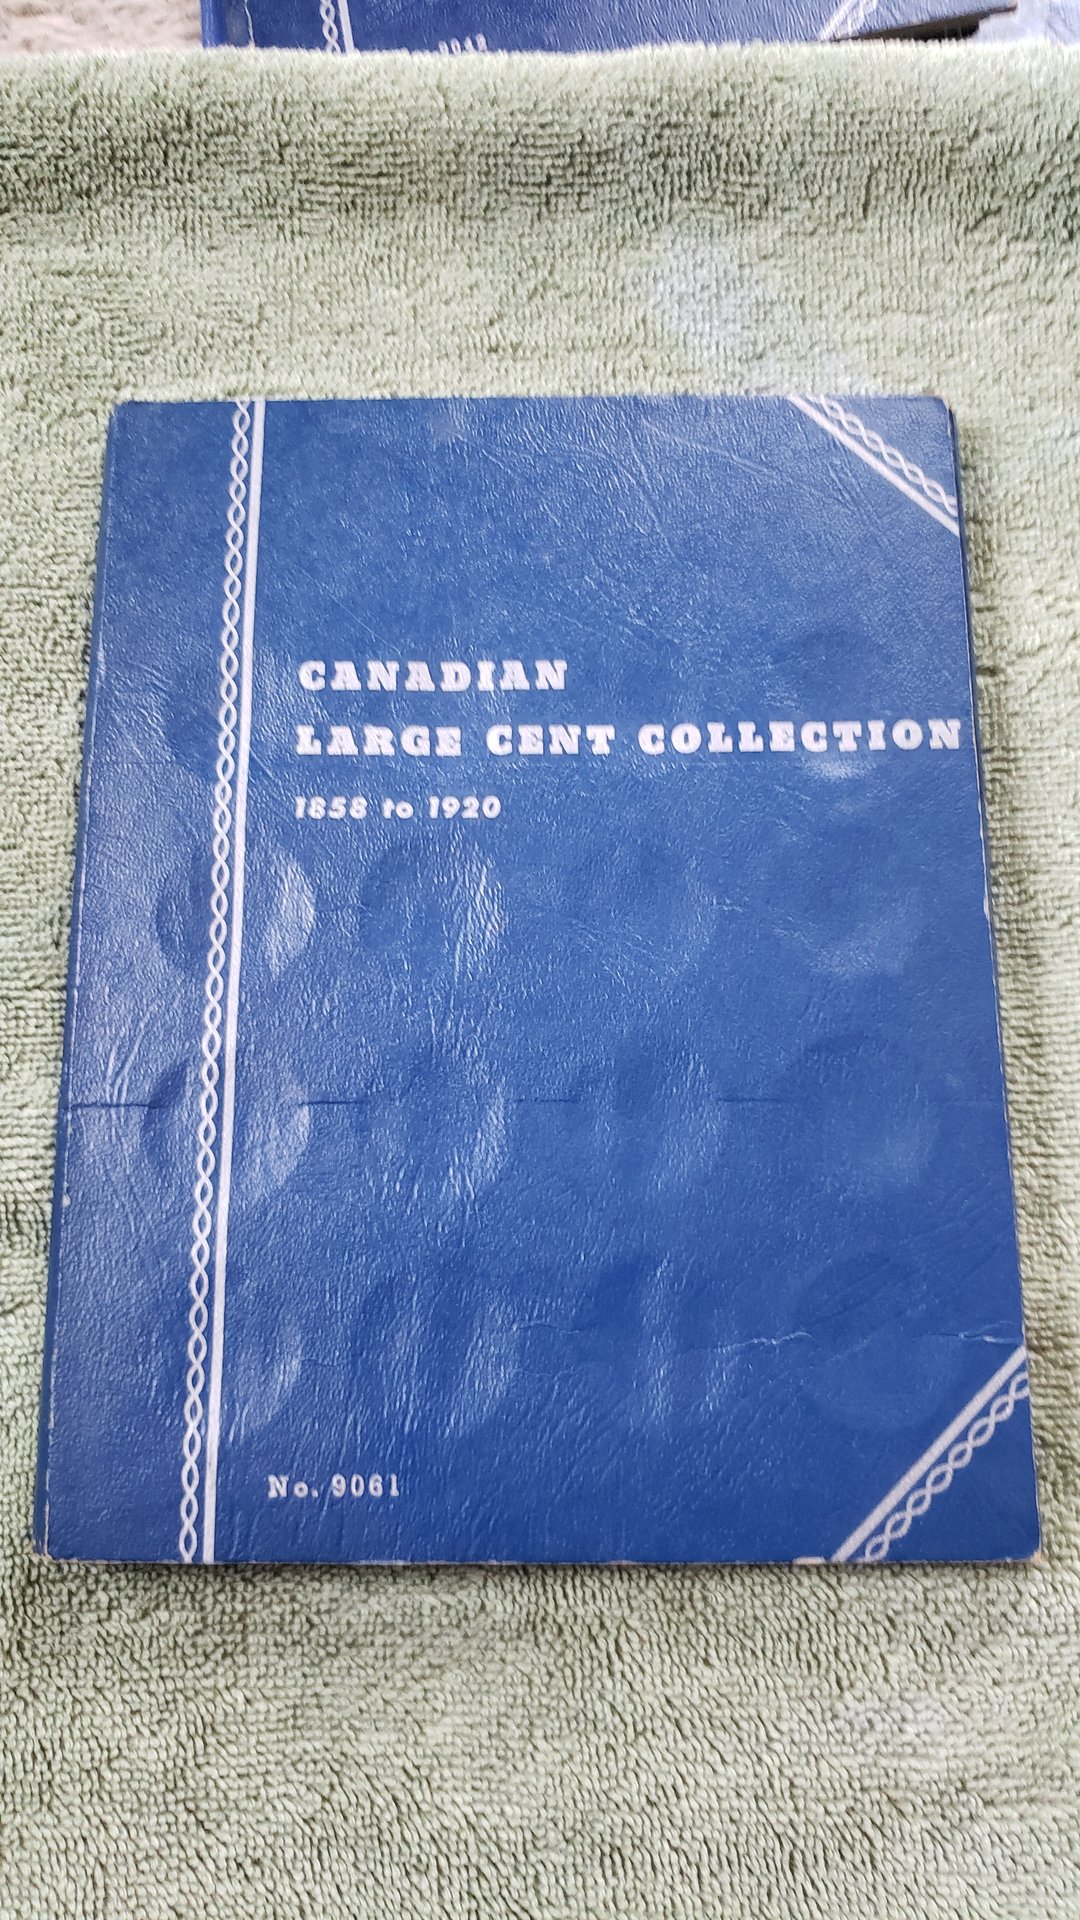 CANADIAN
LARGE CENT COLLECTION
1858 to 1920
No. 9061